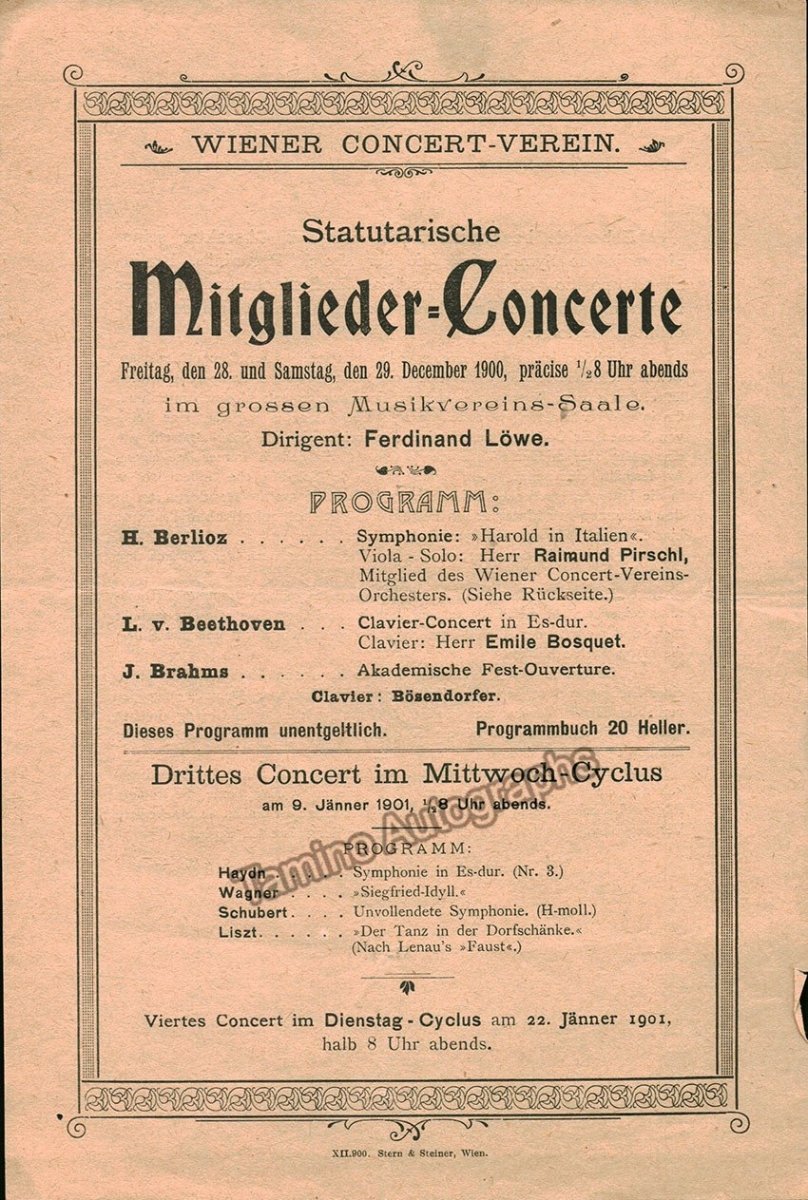 WIENER CONCERT-VEREIN.
Statutarische
Mitglieder=Concerte
Freitag, den 28. und Samstag, den 29. December 1900, präcise ½8 Uhr abends
im grossen Musikvereins-Saale.
Dirigent: Ferdinand Löwe.
PROGRAMM:
H. Berlioz . . . . . . Symphonie: »Harold in Italien«.
Viola - Solo: Herr Raimund Pirschl,
Mitglied des Wiener Concert-Vereins-
Orchesters. (Siehe Rückseite.)
L. v. Beethoven . . . Clavier-Concert in Es-dur.
Clavier: Herr Emile Bosquet.
J. Brahms . . . . . . Akademische Fest-Ouverture.
Clavier: Bösendorfer.
Dieses Programm unentgeltlich. Programmbuch 20 Heller.
Drittes Concert im Mittwoch-Cyclus
am 9. Jänner 1901, ½8 Uhr abends.
PROGRAMM:
Haydn . . . . . Symphonie in Es-dur. (Nr. 3.)
Wagner . . . . »Siegfried-Idyll.«
Schubert. . . . Unvollendete Symphonie. (H-moll.)
Liszt. . . . . . »Der Tanz in der Dorfschänke.«
(Nach Lenau's »Faust«.)
Tamino Autographs
Viertes Concert im Dienstag - Cyclus am 22. Jänner 1901,
halb 8 Uhr abends.
XII.900. Stern & Steiner, Wien.